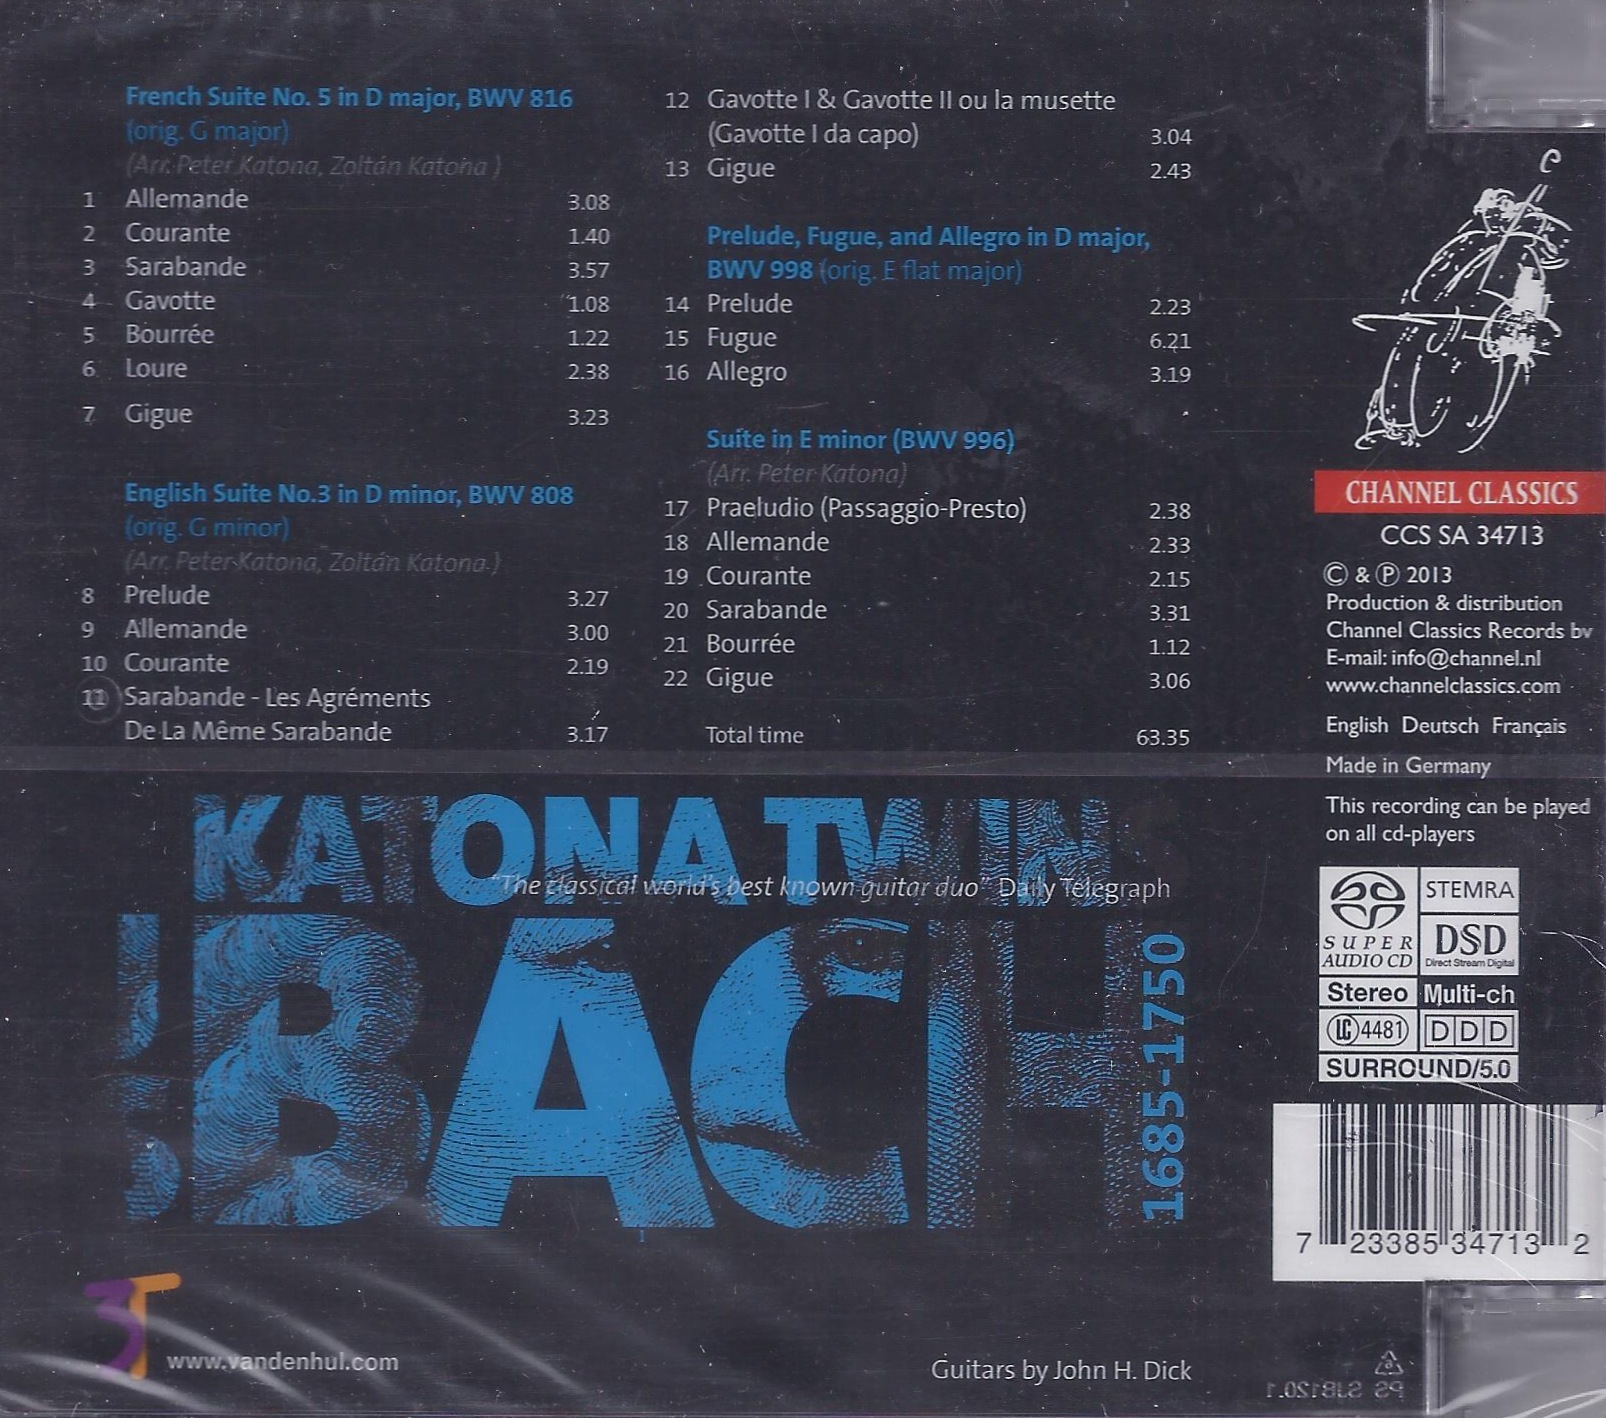 French Suite No. 5 in D major, BWV 816
(orig. G major)
(Arr. Peter Katona, Zoltán Katona )
1 Allemande 3.08
2 Courante 1.40
3 Sarabande 3.57
4 Gavotte 1.08
5 Bourrée 1.22
6 Loure 2.38
7 Gigue 3.23
English Suite No.3 in D minor, BWV 808
(orig. G minor)
(Arr. Peter Katona, Zoltán Katona )
8 Prelude 3.27
9 Allemande 3.00
10 Courante 2.19
11 Sarabande - Les Agréments
De La Même Sarabande 3.17
12 Gavotte I & Gavotte II ou la musette
(Gavotte I da capo) 3.04
13 Gigue 2.43
Prelude, Fugue, and Allegro in D major,
BWV 998 (orig. E flat major)
14 Prelude 2.23
15 Fugue 6.21
16 Allegro 3.19
Suite in E minor (BWV 996)
(Arr. Peter Katona)
17 Praeludio (Passaggio-Presto) 2.38
18 Allemande 2.33
19 Courante 2.15
20 Sarabande 3.31
21 Bourrée 1.12
22 Gigue 3.06
Total time 63.35
CHANNEL CLASSICS
CCS SA 34713
© & ℗ 2013
Production & distribution
Channel Classics Records bv
E-mail: info@channel.nl
www.channelclassics.com
English Deutsch Français
Made in Germany
This recording can be played
on all cd-players
SUPER
AUDIO CD
STEMRA
DSD
Direct Stream Digital
Stereo Multi-ch
LC 4481 DDD
SURROUND/5.0
7 23385 34713 2
KATONA TWINS
"The classical world's best known guitar duo" Daily Telegraph
J.S. BACH
1685-1750
3T
www.vandenhul.com
Guitars by John H. Dick
PS SJB120.1